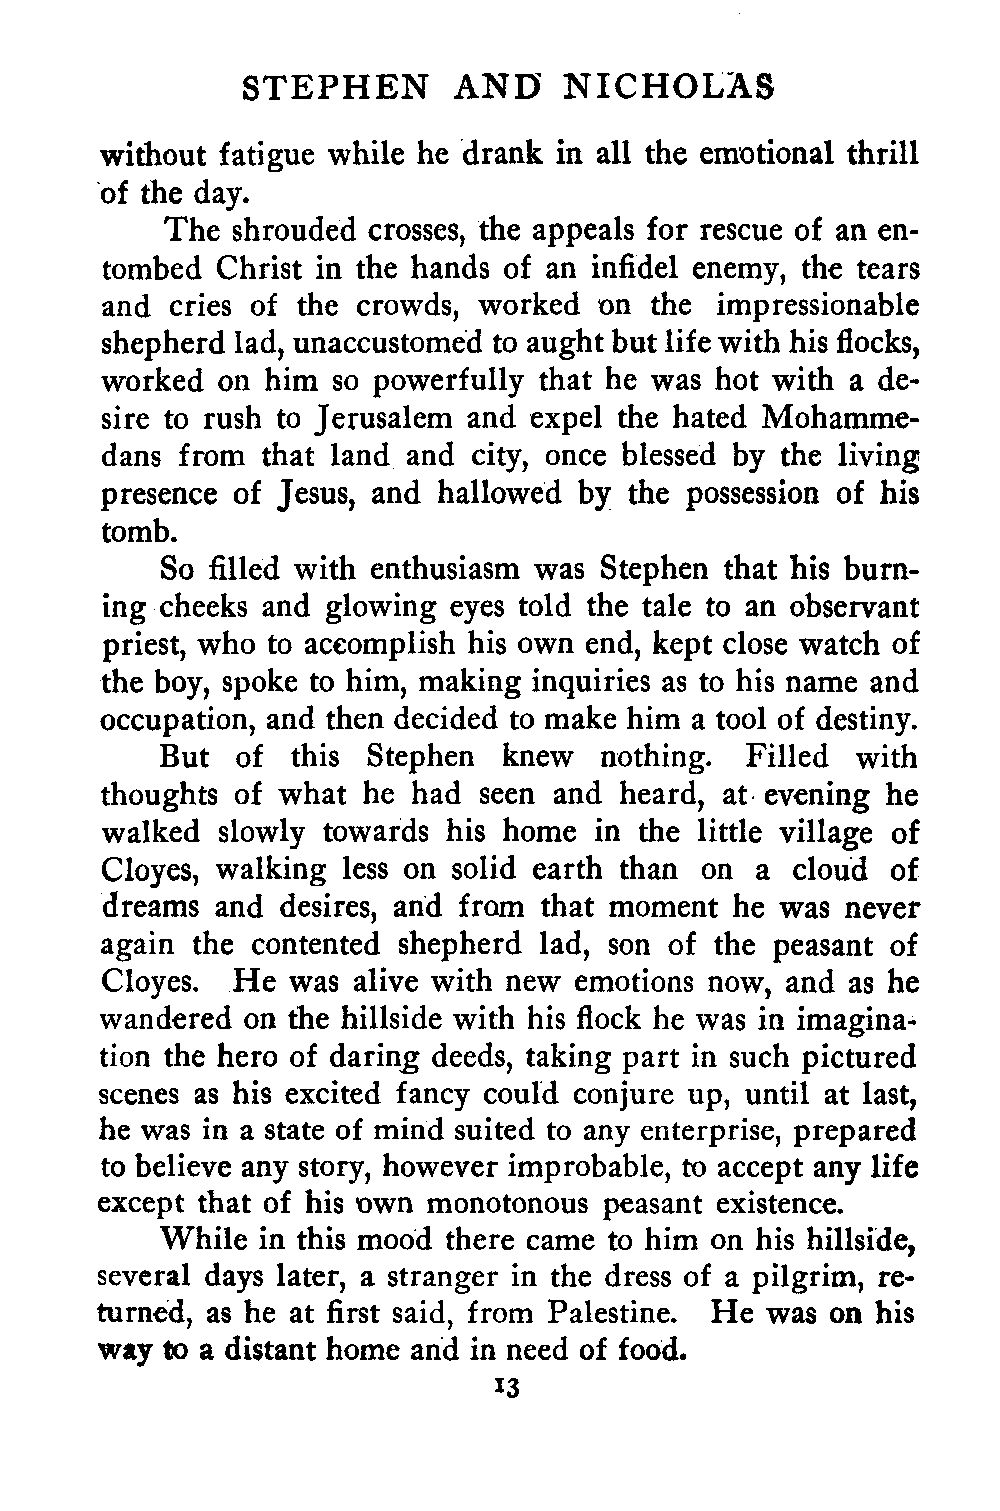 STEPHEN AND NICHOLAS
without fatigue while he drank in all the emotional thrill
of the day.
The shrouded crosses, the appeals for rescue of an en-
tombed Christ in the hands of an infidel enemy, the tears
and cries of the crowds, worked on the impressionable
shepherd lad, unaccustomed to aught but life with his flocks,
worked on him so powerfully that he was hot with a de-
sire to rush to Jerusalem and expel the hated Mohamme-
dans from that land and city, once blessed by the living
presence of Jesus, and hallowed by the possession of his
tomb.
So filled with enthusiasm was Stephen that his burn-
ing cheeks and glowing eyes told the tale to an observant
priest, who to accomplish his own end, kept close watch of
the boy, spoke to him, making inquiries as to his name and
occupation, and then decided to make him a tool of destiny.
But of this Stephen knew nothing. Filled with
thoughts of what he had seen and heard, at evening he
walked slowly towards his home in the little village of
Cloyes, walking less on solid earth than on a cloud of
dreams and desires, and from that moment he was never
again the contented shepherd lad, son of the peasant of
Cloyes. He was alive with new emotions now, and as he
wandered on the hillside with his flock he was in imagina-
tion the hero of daring deeds, taking part in such pictured
scenes as his excited fancy could conjure up, until at last,
he was in a state of mind suited to any enterprise, prepared
to believe any story, however improbable, to accept any life
except that of his own monotonous peasant existence.
While in this mood there came to him on his hillside,
several days later, a stranger in the dress of a pilgrim, re-
turned, as he at first said, from Palestine. He was on his
way to a distant home and in need of food.
13